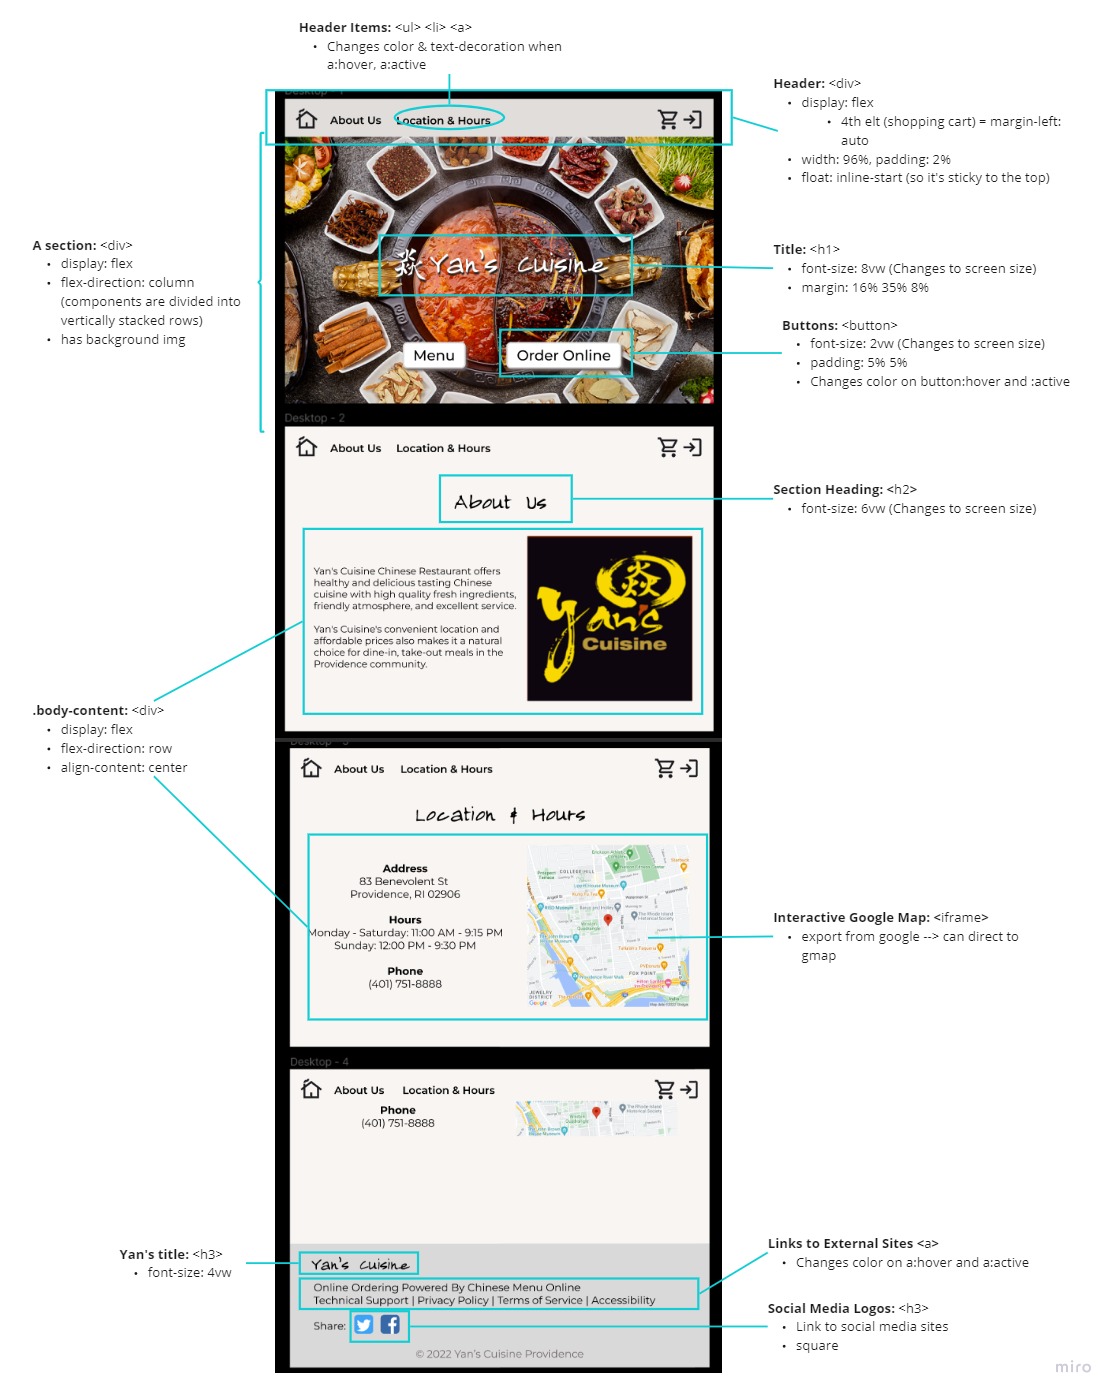 Header Items: <ul> <li> <a>
• Changes color & text-decoration when
a:hover, a:active
Header: <div>
• display: flex
• 4th elt (shopping cart) = margin-left:
auto
• width: 96%, padding: 2%
• float: inline-start (so it's sticky to the top)
About Us
Location & Hours
A section: <div>
• display: flex
• flex-direction: column
(components are divided into
vertically stacked rows)
• has background img
焱 Yan's Cuisine
Title: <h1>
• font-size: 8vw (Changes to screen size)
• margin: 16% 35% 8%
Menu
Order Online
Buttons: <button>
• font-size: 2vw (Changes to screen size)
• padding: 5% 5%
• Changes color on button:hover and :active
Desktop - 2
About Us
Location & Hours
About Us
Section Heading: <h2>
• font-size: 6vw (Changes to screen size)
Yan's Cuisine Chinese Restaurant offers
healthy and delicious tasting Chinese
cuisine with high quality fresh ingredients,
friendly atmosphere, and excellent service.
Yan's Cuisine's convenient location and
affordable prices also makes it a natural
choice for dine-in, take-out meals in the
Providence community.
焱
Yan's
Cuisine
.body-content: <div>
• display: flex
• flex-direction: row
• align-content: center
About Us
Location & Hours
Location & Hours
Address
83 Benevolent St
Providence, RI 02906
Hours
Monday - Saturday: 11:00 AM - 9:15 PM
Sunday: 12:00 PM - 9:30 PM
Phone
(401) 751-8888
COLLEGE HILL
FOX POINT
JEWELRY
DISTRICT
Google
Interactive Google Map: <iframe>
• export from google --> can direct to
gmap
Desktop - 4
About Us
Location & Hours
Phone
(401) 751-8888
Yan's title: <h3>
• font-size: 4vw
Yan's Cuisine
Online Ordering Powered By Chinese Menu Online
Technical Support | Privacy Policy | Terms of Service | Accessibility
Share:
© 2022 Yan's Cuisine Providence
Links to External Sites <a>
• Changes color on a:hover and a:active
Social Media Logos: <h3>
• Link to social media sites
• square
miro